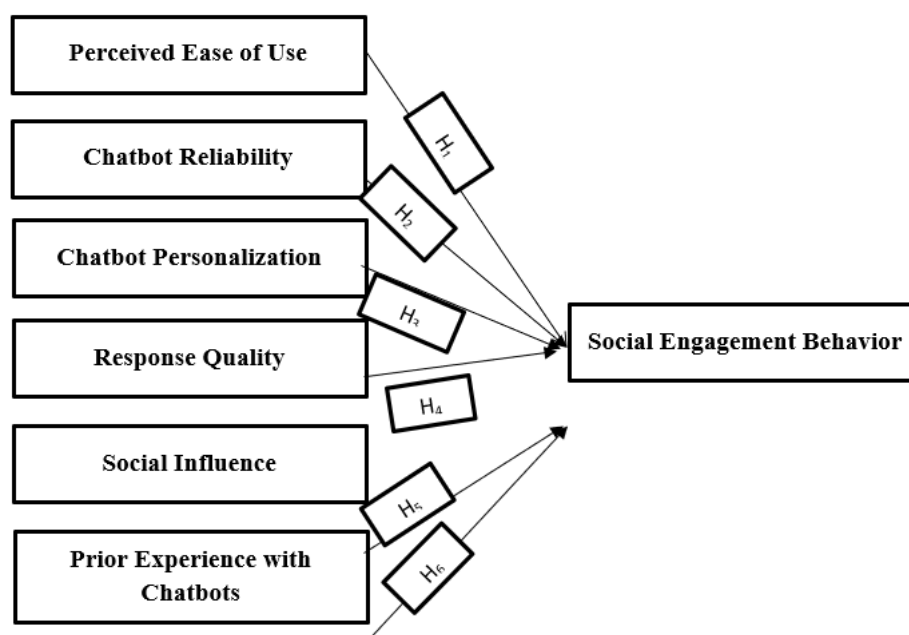 Perceived Ease of Use
H₁
Chatbot Reliability
H₂
Chatbot Personalization
H₃
Response Quality
Social Engagement Behavior
H₄
Social Influence
H₅
Prior Experience with
Chatbots
H₆